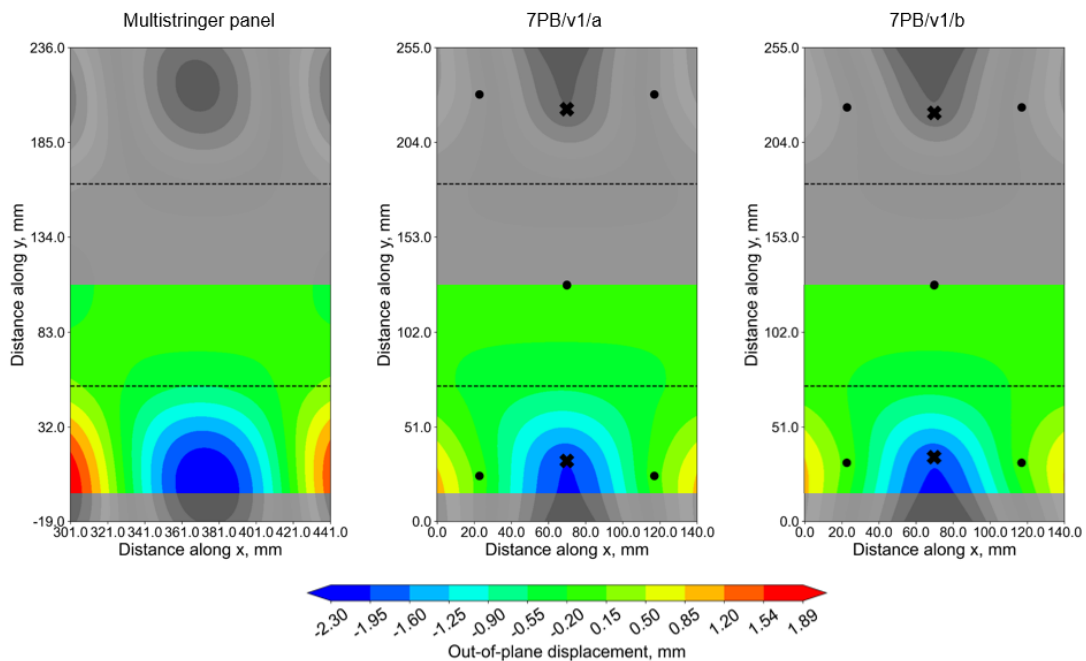 Multistringer panel
7PB/v1/a
7PB/v1/b
236.0
185.0
134.0
83.0
32.0
-19.0
Distance along y, mm
301.0 321.0 341.0 361.0 381.0 401.0 421.0 441.0
Distance along x, mm
255.0
204.0
153.0
102.0
51.0
0.0
Distance along y, mm
0.0 20.0 40.0 60.0 80.0 100.0 120.0 140.0
Distance along x, mm
255.0
204.0
153.0
102.0
51.0
0.0
Distance along y, mm
0.0 20.0 40.0 60.0 80.0 100.0 120.0 140.0
Distance along x, mm
-2.30 -1.95 -1.60 -1.25 -0.90 -0.55 -0.20 0.15 0.50 0.85 1.20 1.54 1.89
Out-of-plane displacement, mm